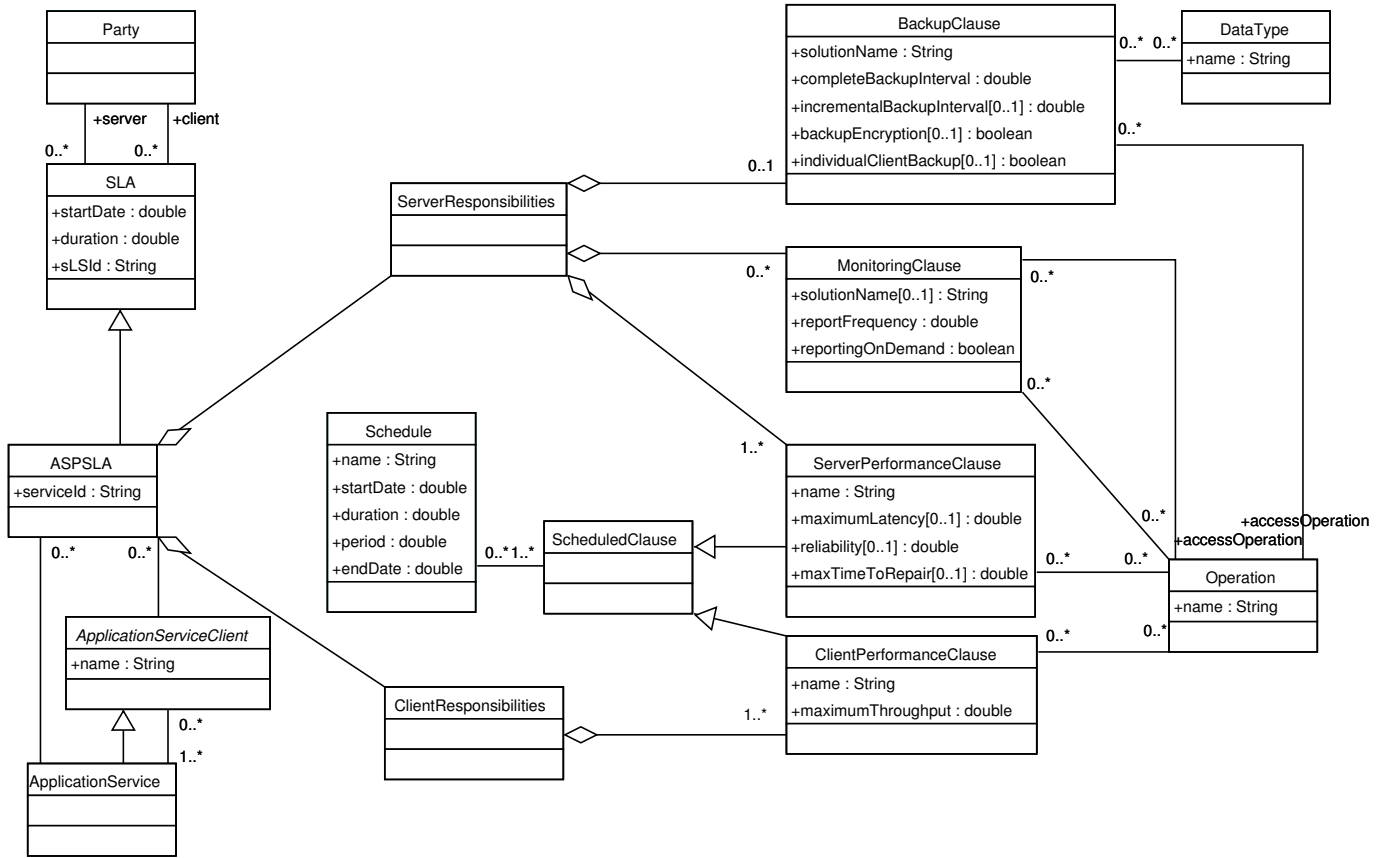 Party
+server
+client
0..*
0..*
SLA
+startDate : double
+duration : double
+sLSId : String
ASPSLA
+serviceId : String
0..*
0..*
ApplicationServiceClient
+name : String
0..*
1..*
ApplicationService
ServerResponsibilities
0..1
0..*
1..*
Schedule
+name : String
+startDate : double
+duration : double
+period : double
+endDate : double
0..*
1..*
ScheduledClause
ClientResponsibilities
1..*
BackupClause
+solutionName : String
+completeBackupInterval : double
+incrementalBackupInterval[0..1] : double
+backupEncryption[0..1] : boolean
+individualClientBackup[0..1] : boolean
0..*
0..*
DataType
+name : String
0..*
MonitoringClause
+solutionName[0..1] : String
+reportFrequency : double
+reportingOnDemand : boolean
0..*
0..*
ServerPerformanceClause
+name : String
+maximumLatency[0..1] : double
+reliability[0..1] : double
+maxTimeToRepair[0..1] : double
0..*
+accessOperation
+accessOperation
0..*
0..*
Operation
+name : String
ClientPerformanceClause
+name : String
+maximumThroughput : double
0..*
0..*